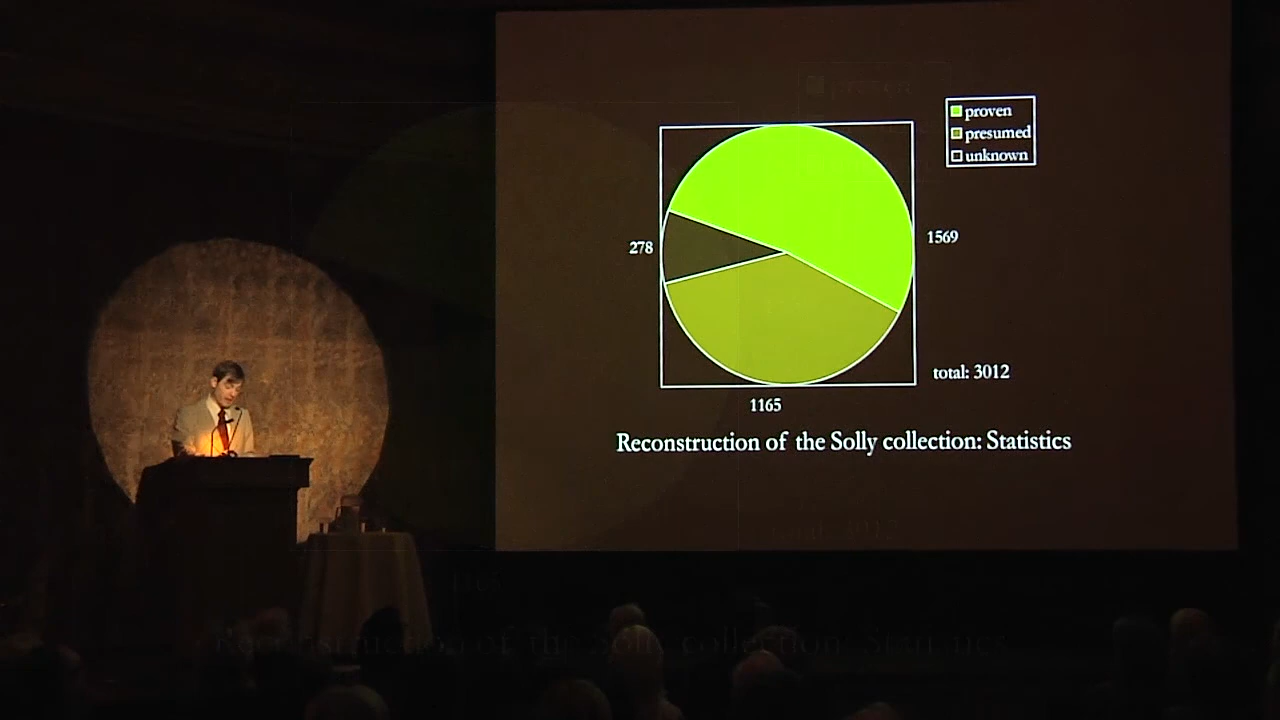 proven
presumed
unknown
278
1569
total: 3012
1165
Reconstruction of the Solly collection: Statistics